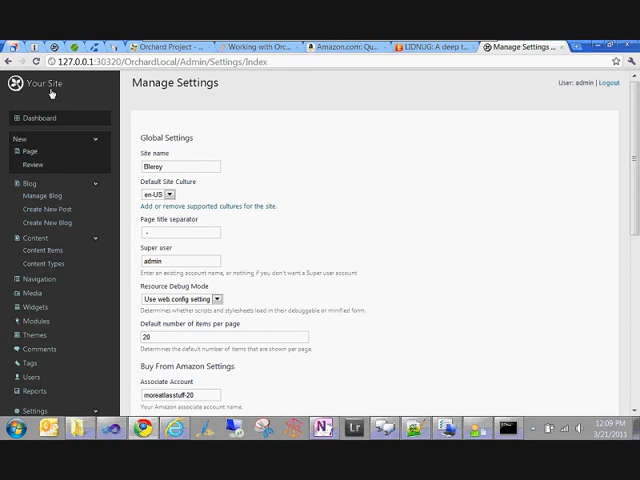 Orchard Project -
Working with Orc...
Amazon.com: Qu...
LIDNUG: A deep t...
Manage Settings ...
127.0.0.1:30320/OrchardLocal/Admin/Settings/Index
Your Site
Manage Settings
User: admin | Logout
Dashboard
New
Page
Review
Blog
Manage Blog
Create New Post
Create New Blog
Content
Content Items
Content Types
Navigation
Media
Widgets
Modules
Themes
Comments
Tags
Users
Reports
Settings
Global Settings
Site name
Blerоy
Default Site Culture
en-US
Add or remove supported cultures for the site.
Page title separator
-
Super user
admin
Enter an existing account name, or nothing if you don't want a Super user account
Resource Debug Mode
Use web.config setting
Determines whether scripts and stylesheets load in their debuggable or minified form.
Default number of items per page
20
Determines the default number of items that are shown per page.
Buy From Amazon Settings
Associate Account
moreatlasstuff-20
Your Amazon associate account name.
Lr
12:09 PM
3/21/2011